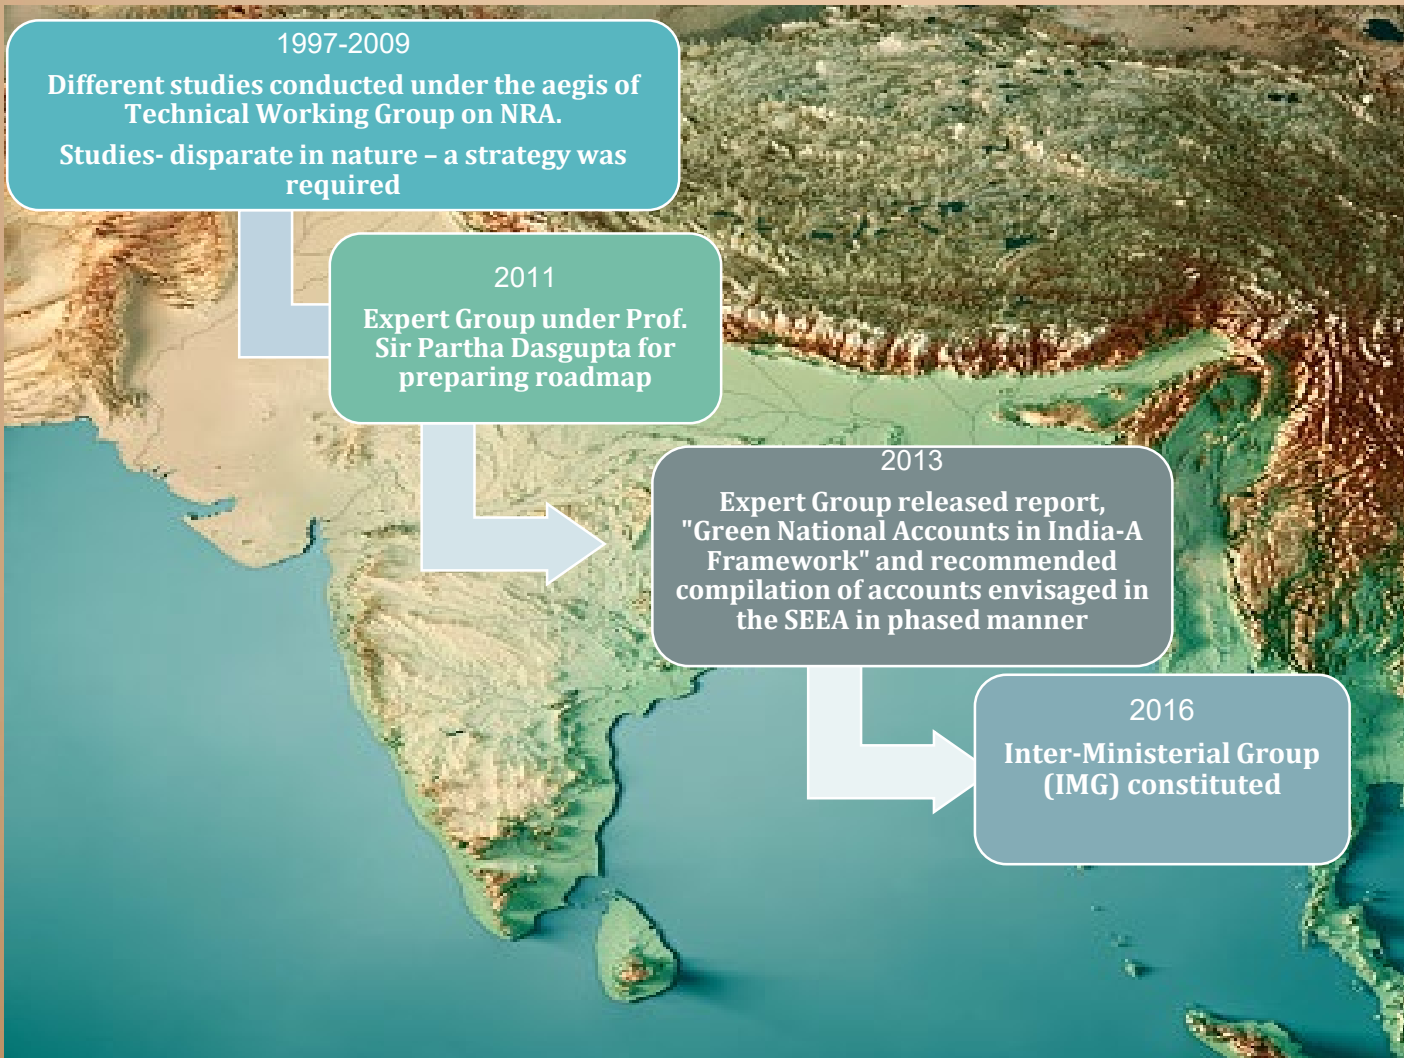 1997-2009
Different studies conducted under the aegis of
Technical Working Group on NRA.
Studies- disparate in nature – a strategy was
required
2011
Expert Group under Prof.
Sir Partha Dasgupta for
preparing roadmap
2013
Expert Group released report,
"Green National Accounts in India-A
Framework" and recommended
compilation of accounts envisaged in
the SEEA in phased manner
2016
Inter-Ministerial Group
(IMG) constituted